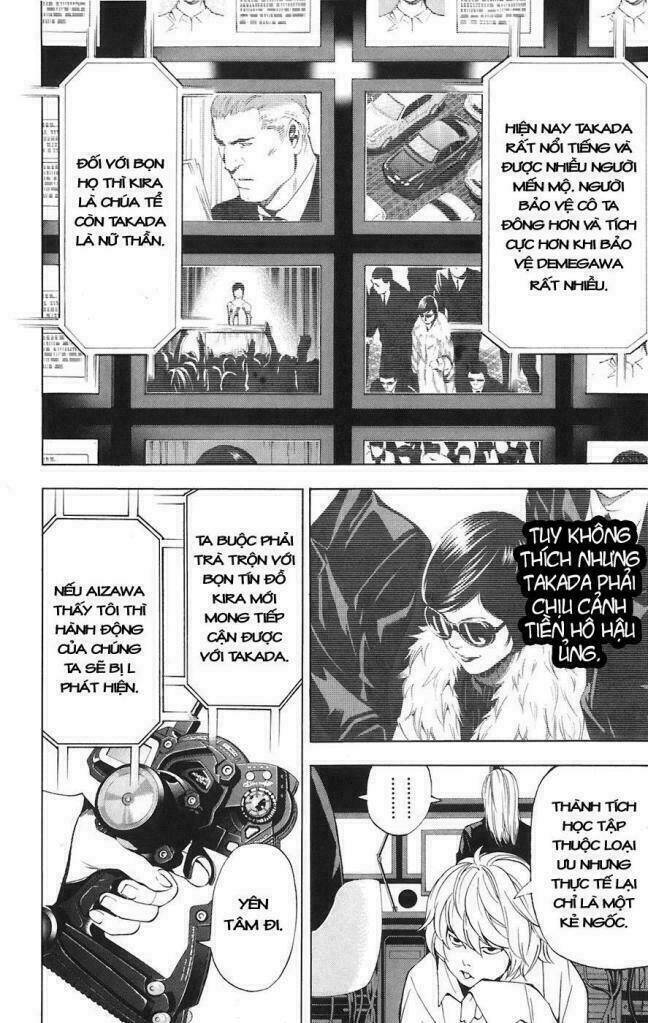 HIỆN NAY TAKADA
RẤT NỔI TIẾNG VÀ
ĐƯỢC NHIỀU NGƯỜI
MẾN MỘ. NGƯỜI
BẢO VỆ CÔ TA
ĐÔNG HƠN VÀ TÍCH
CỰC HƠN KHI BẢO
VỆ DEMEGAWA
RẤT NHIỀU.
ĐỐI VỚI BỌN
HỌ THÌ KIRA
LÀ CHÚA TỂ
CÒN TAKADA
LÀ NỮ THẦN.
TUY KHÔNG
THÍCH NHƯNG
TAKADA PHẢI
CHỊU CẢNH
TIỀN HÔ HẬU
ỦNG.
TA BUỘC PHẢI
TRÀ TRỘN VỚI
BỌN TÍN ĐỒ
KIRA MỚI
MONG TIẾP
CẬN ĐƯỢC
VỚI TAKADA.
NẾU AIZAWA
THẤY TÔI THÌ
HÀNH ĐỘNG
CỦA CHÚNG
TA SẼ BỊ L
PHÁT HIỆN.
THÀNH TÍCH
HỌC TẬP
THUỘC LOẠI
ƯU NHƯNG
THỰC TẾ LẠI
CHỈ LÀ MỘT
KẺ NGỐC.
YÊN
TÂM ĐI.